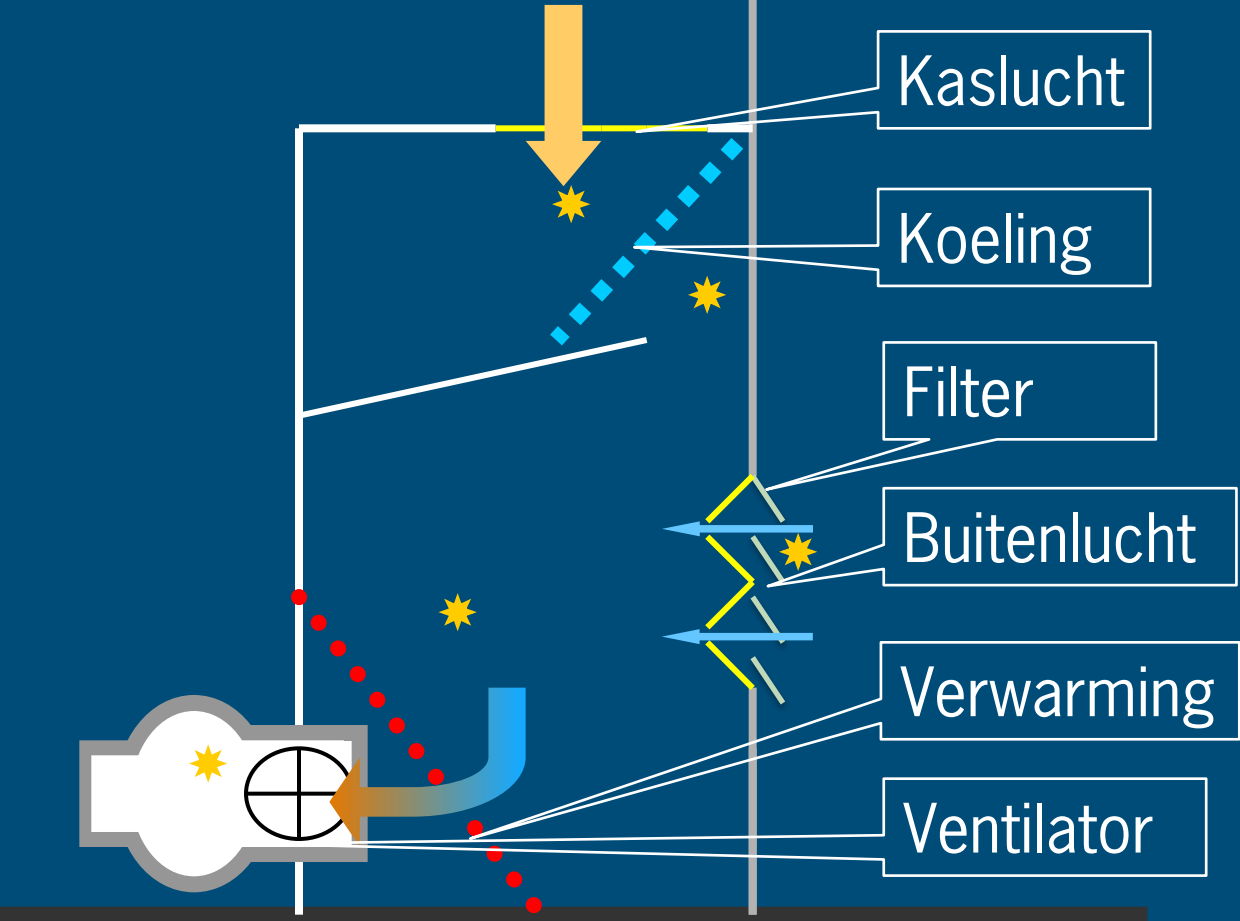 Kaslucht
Koeling
Filter
Buitenlucht
Verwarming
Ventilator